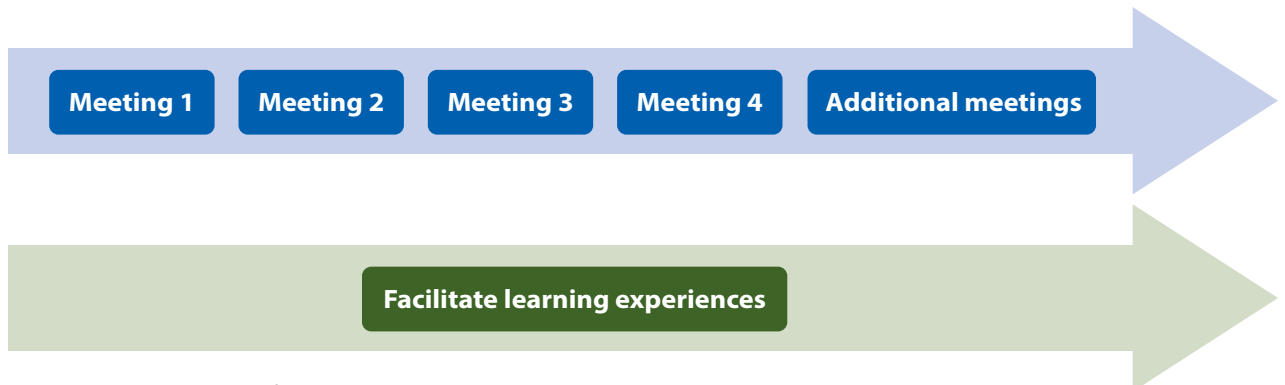 Meeting 1
Meeting 2
Meeting 3
Meeting 4
Additional meetings
Facilitate learning experiences